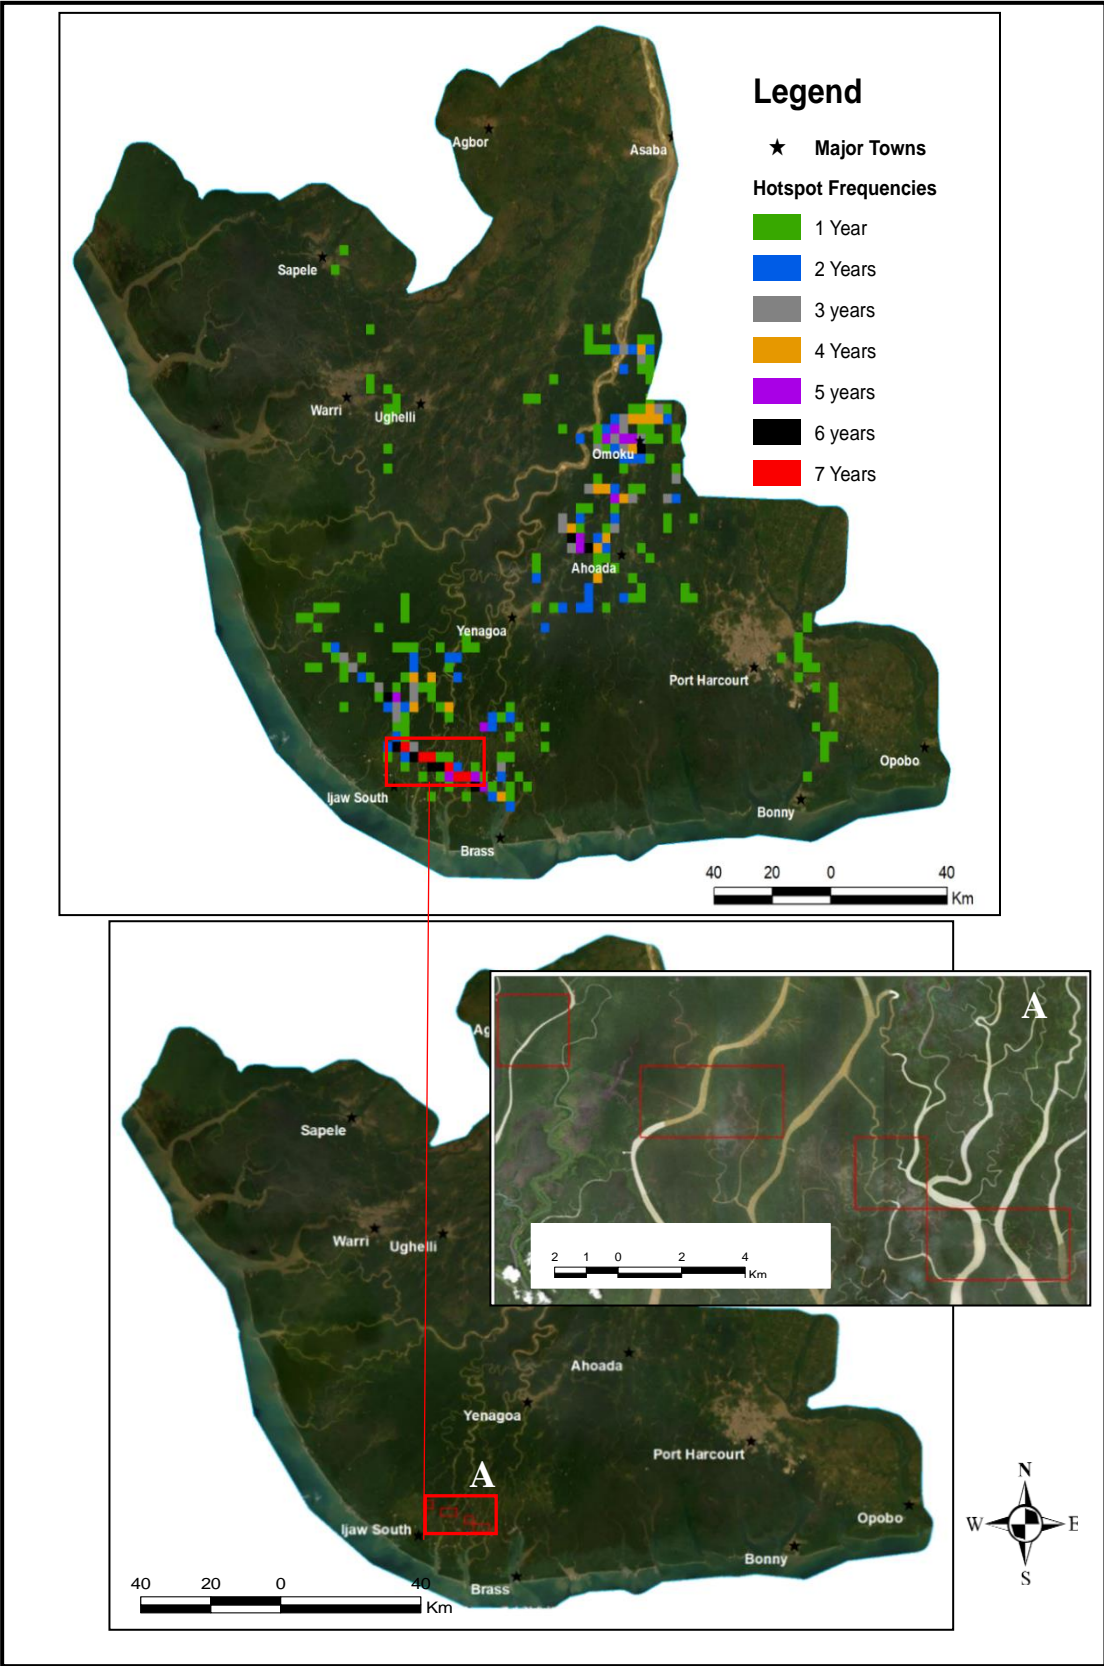 Legend
Major Towns
Hotspot Frequencies
1 Year
2 Years
3 years
4 Years
5 years
6 years
7 Years
Agbor
Asaba
Sapele
Warri
Ughelli
Omoku
Ahoada
Yenagoa
Port Harcourt
Opobo
Ijaw South
Bonny
Brass
40 20 0 40
Km
A
Ag
Sapele
Warri
Ughelli
2 1 0 2 4
Km
Ahoada
Yenagoa
Port Harcourt
A
Ijaw South
Opobo
Bonny
Brass
40 20 0 40
Km
N
W E
S